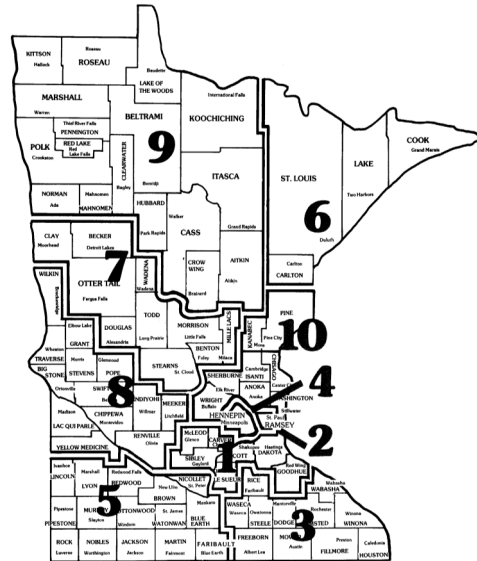 KITTSON
Hallock
Roseau
ROSEAU
Baudette
LAKE OF
THE WOODS
MARSHALL
Warren
International Falls
KOOCHICHING
BELTRAMI
Thief River Falls
PENNINGTON
RED LAKE
Red
Lake Falls
POLK
Crookston
CLEARWATER
Bagley
9
Bemidji
ITASCA
Grand Rapids
NORMAN
Ada
Mahnomen
MAHNOMEN
HUBBARD
Park Rapids
Walker
CASS
COOK
Grand Marais
LAKE
Two Harbors
ST. LOUIS
6
Duluth
Carlton
CARLTON
CLAY
Moorhead
BECKER
Detroit Lakes
7
WADENA
Wadena
CROW
WING
Brainerd
AITKIN
Aitkin
WILKIN
Breckenridge
OTTER TAIL
Fergus Falls
TODD
Long Prairie
MORRISON
Little Falls
MILLE LACS
Milaca
KANABEC
Mora
PINE
Pine City
10
Elbow Lake
GRANT
DOUGLAS
Alexandria
BENTON
Foley
Wheaton
TRAVERSE
Morris
STEVENS
Glenwood
POPE
STEARNS
St. Cloud
SHERBURNE
Elk River
Cambridge
ISANTI
CHISAGO
Center City
BIG
STONE
Ortonville
SWIFT
8
KANDIYOHI
Willmar
MEEKER
Litchfield
WRIGHT
Buffalo
ANOKA
Anoka
4
WASHINGTON
Stillwater
HENNEPIN
Minneapolis
St. Paul
RAMSEY
2
Madison
LAC QUI PARLE
CHIPPEWA
Montevideo
McLEOD
Glencoe
CARVER
RENVILLE
Olivia
YELLOW MEDICINE
SIBLEY
Gaylord
1
Shakopee
SCOTT
Hastings
DAKOTA
Red Wing
GOODHUE
Ivanhoe
LINCOLN
Marshall
LYON
Redwood Falls
REDWOOD
NICOLLET
St. Peter
LE SUEUR
RICE
Faribault
Wabasha
WABASHA
5
New Ulm
BROWN
Pipestone
PIPESTONE
MURRAY
Slayton
COTTONWOOD
Windom
St. James
WATONWAN
BLUE
EARTH
WASECA
Waseca
Owatonna
STEELE
Mantorville
DODGE
Rochester
OLMSTED
Winona
WINONA
3
ROCK
Luverne
NOBLES
Worthington
JACKSON
Jackson
MARTIN
Fairmont
FARIBAULT
Blue Earth
FREEBORN
Albert Lea
MOWER
Austin
Preston
FILLMORE
Caledonia
HOUSTON